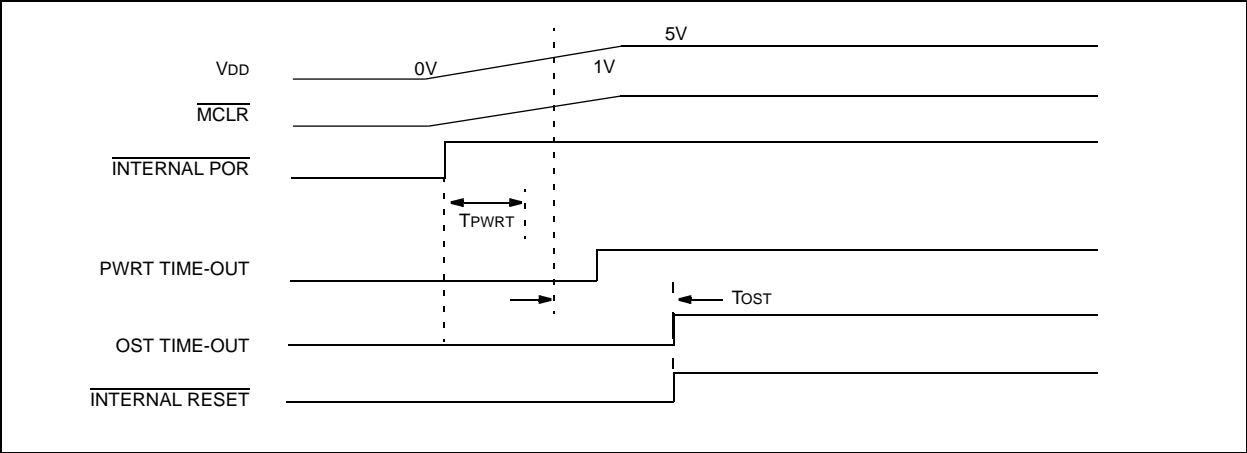 5V
VDD
0V
1V
MCLR
INTERNAL POR
TPWRT
PWRT TIME-OUT
TOST
OST TIME-OUT
INTERNAL RESET